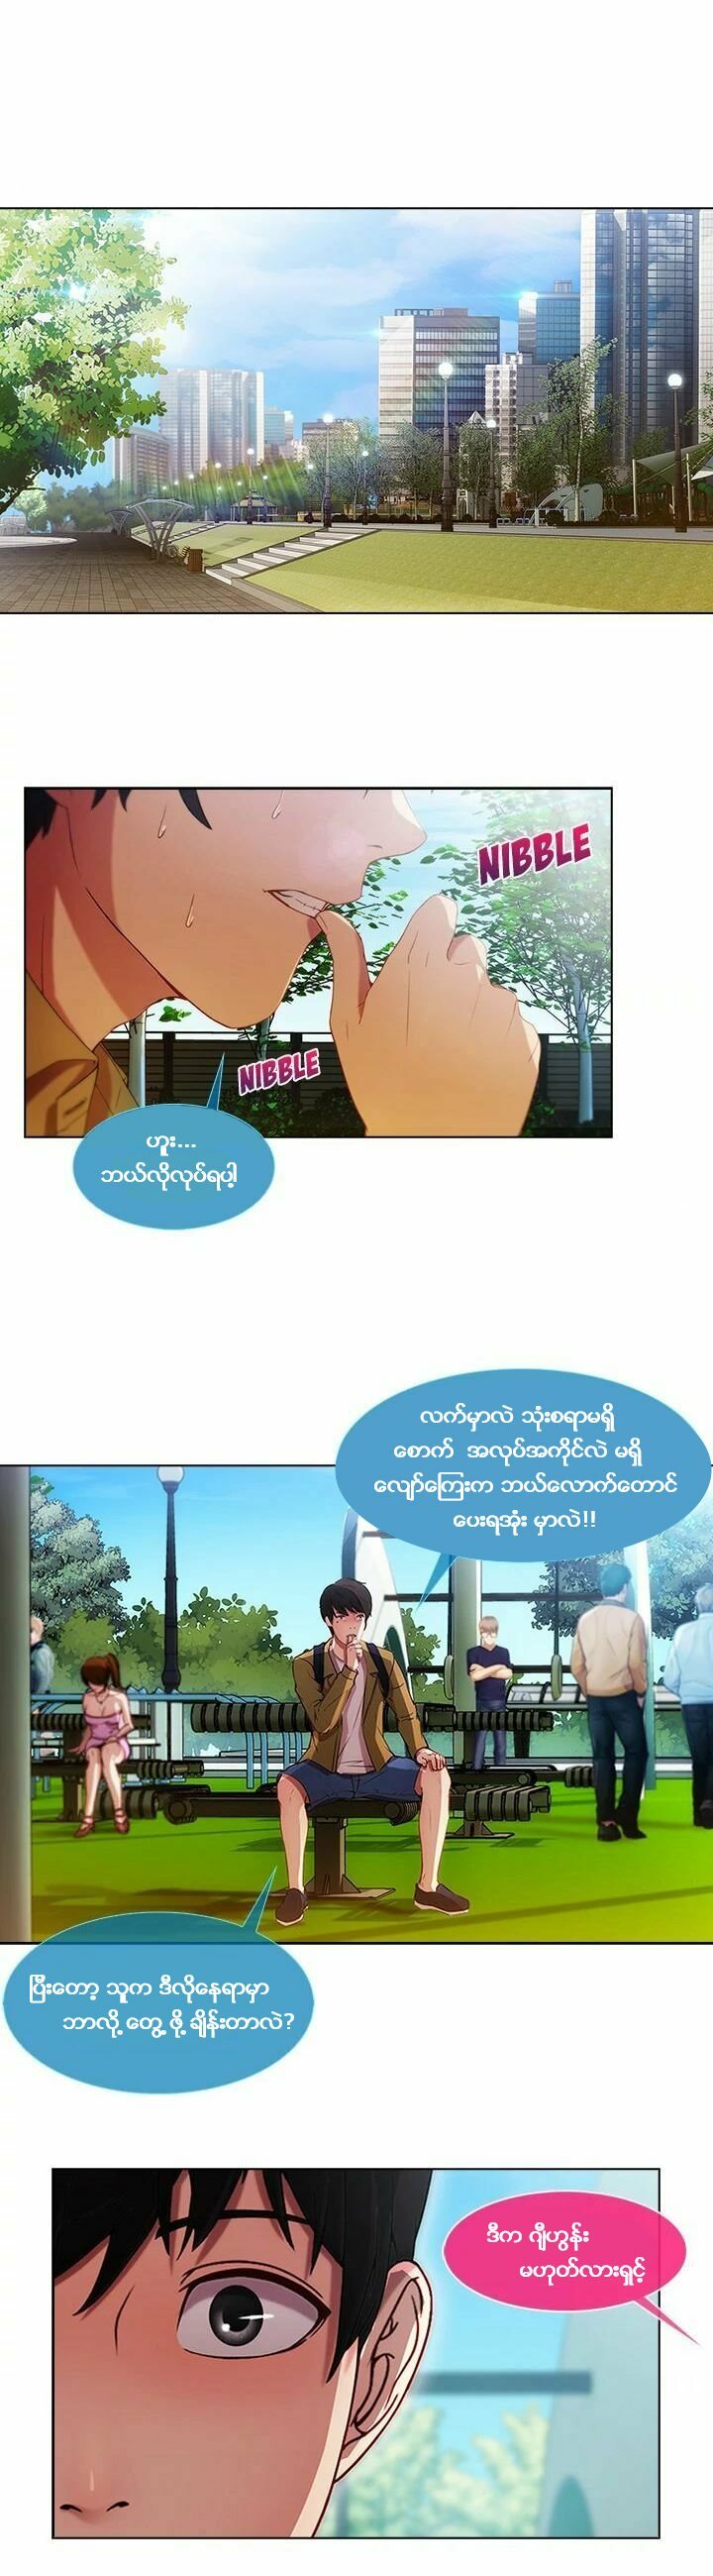 NIBBLE
NIBBLE
ဟူး...
ဘယ်လိုလုပ်ရပါ့
လက်မှာလဲ သုံးစရာမရှိ
စောက် အလုပ်အကိုင်လဲ မရှိ
လျော်ကြေးက ဘယ်လောက်တောင်
ပေးရအုံး မှာလဲ!!
ပြီးတော့ သူက ဒီလိုနေရာမှာ
ဘာလို့ တွေ့ ဖို့ ချိန်းတာလဲ?
ဒီက ဂျီဟွန်း
မဟုတ်လားရှင့်